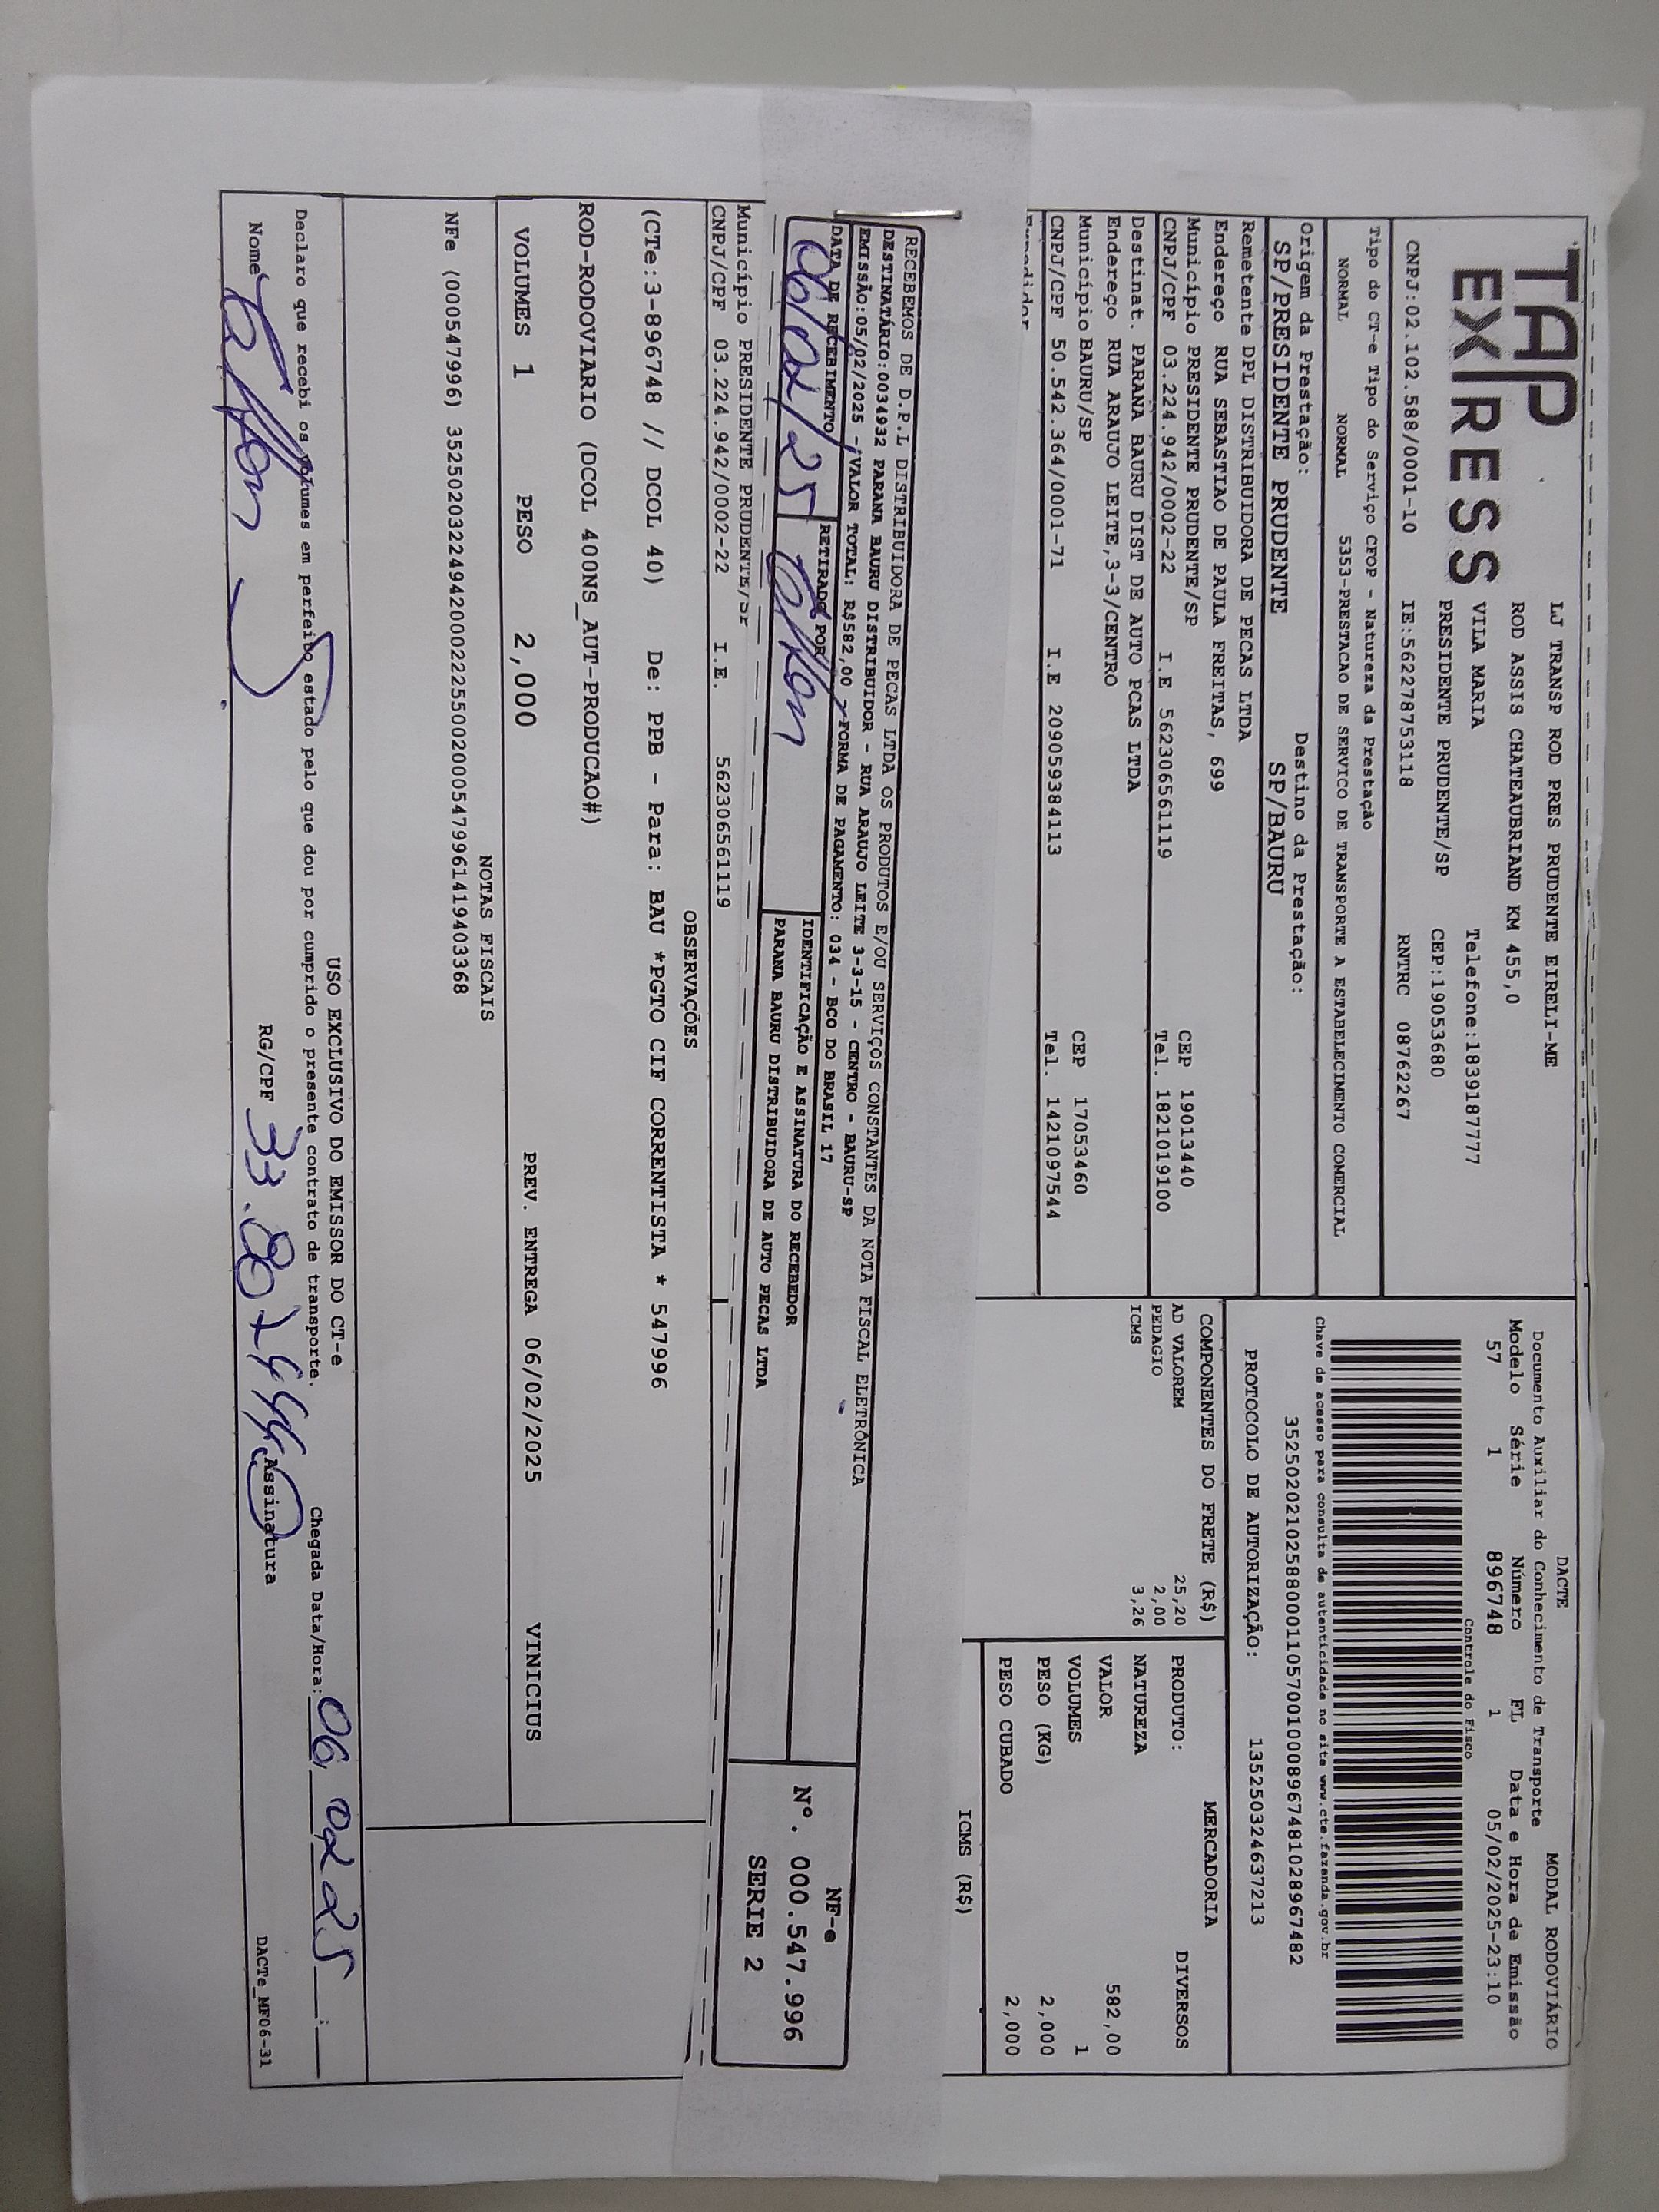 TAP
EXPRESS
LJ TRANSP ROD PRES PRUDENTE EIRELI-ME
ROD ASSIS CHATEAUBRIAND KM 455,0
VILA MARIA Telefone:1839187777
PRESIDENTE PRUDENTE/SP CEP:19053680
CNPJ:02.102.588/0001-10 IE:562278753118 RNTRC 08762267
Tipo do CT-e Tipo do Serviço CFOP - Natureza da Prestação
NORMAL NORMAL 5353-PRESTACAO DE SERVICO DE TRANSPORTE A ESTABELECIMENTO COMERCIAL
Origem da Prestação: Destino da Prestação:
SP/PRESIDENTE PRUDENTE SP/BAURU
Remetente DPL DISTRIBUIDORA DE PECAS LTDA
Endereço RUA SEBASTIAO DE PAULA FREITAS, 699
Município PRESIDENTE PRUDENTE/SP CEP 19013440
CNPJ/CPF 03.224.942/0002-22 I.E 562306561119 Tel. 1821019100
Destinat. PARANA BAURU DIST DE AUTO PCAS LTDA
Endereço RUA ARAUJO LEITE,3-3/CENTRO
Município BAURU/SP CEP 17053460
CNPJ/CPF 50.542.364/0001-71 I.E 209059384113 Tel. 1421097544
DACTE MODAL RODOVIÁRIO
Documento Auxiliar do Conhecimento de Transporte
Modelo Série Número FL Data e Hora de Emissão
57 1 896748 1 05/02/2025-23:10
Controle do Fisco
Chave de acesso para consulta de autenticidade no site www.cte.fazenda.gov.br
35250202102588000110570010008967481028967482
PROTOCOLO DE AUTORIZAÇÃO: 135250324637213
COMPONENTES DO FRETE (R$)
AD VALOREM 25,20
PEDAGIO 2,00
ICMS 3,26
MERCADORIA
PRODUTO: DIVERSOS
NATUREZA
VALOR 582,00
VOLUMES 1
PESO (KG) 2,000
PESO CUBADO 2,000
ICMS (R$)
RECEBEMOS DE D.P.L DISTRIBUIDORA DE PECAS LTDA OS PRODUTOS E/OU SERVIÇOS CONSTANTES DA NOTA FISCAL ELETRÔNICA
DESTINATÁRIO:0034932 PARANA BAURU DISTRIBUIDOR - RUA ARAUJO LEITE 3-3-15 - CENTRO - BAURU-SP
EMISSÃO:05/02/2025 - VALOR TOTAL: R$582,00 - FORMA DE PAGAMENTO: 034 - BCO DO BRASIL 17
DATA DE RECEBIMENTO RETIRADO POR IDENTIFICAÇÃO E ASSINATURA DO RECEBEDOR
06/02/25 PARANA BAURU DISTRIBUIDORA DE AUTO PECAS LTDA
NF-e
Nº. 000.547.996
SERIE 2
Município PRESIDENTE PRUDENTE/SP
CNPJ/CPF 03.224.942/0002-22 I.E. 562306561119
OBSERVAÇÕES
(CTe:3-896748 // DCOL 40) De: PPB - Para: BAU *PGTO CIF CORRENTISTA * 547996
ROD-RODOVIARIO (DCOL 400NS_AUT-PRODUCAO#)
VOLUMES 1 PESO 2,000 PREV. ENTREGA 06/02/2025 VINICIUS
NOTAS FISCAIS
NFe (000547996) 35250203224942000222550020005479961419403368
USO EXCLUSIVO DO EMISSOR DO CT-e
Declaro que recebi os volumes em perfeito estado pelo que dou por cumprido o presente contrato de transporte. Chegada Data/Hora: 06 02 25 :
Nome RG/CPF Assinatura
DACTe_MF06-31